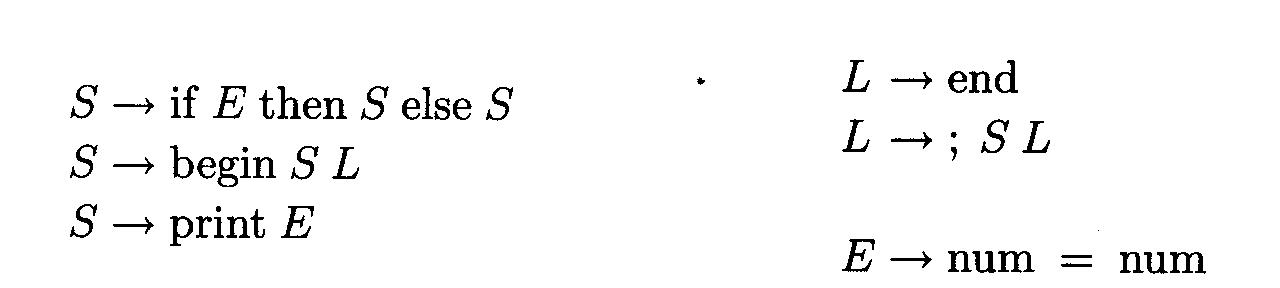 S → if E then S else S
S → begin S L
S → print E
L → end
L → ; S L
E → num = num